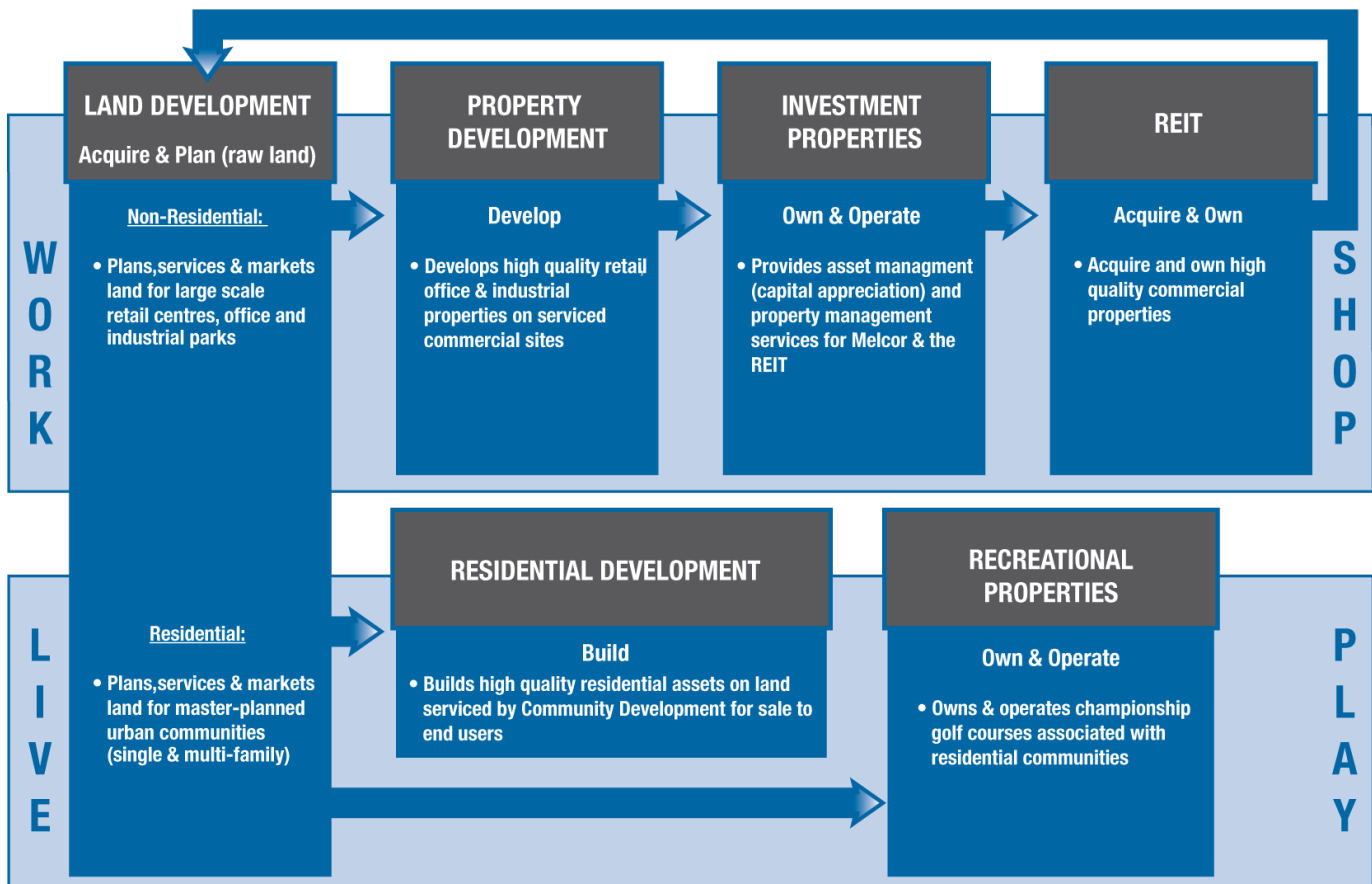 LAND DEVELOPMENT
Acquire & Plan (raw land)
PROPERTY
DEVELOPMENT
INVESTMENT
PROPERTIES
REIT
WORK
Non-Residential:
• Plans,services & markets
land for large scale
retail centres, office and
industrial parks
Develop
• Develops high quality retail,
office & industrial
properties on serviced
commercial sites
Own & Operate
• Provides asset managment
(capital appreciation) and
property management
services for Melcor & the
REIT
Acquire & Own
• Acquire and own high
quality commercial
properties
SHOP
LIVE
Residential:
• Plans,services & markets
land for master-planned
urban communities
(single & multi-family)
RESIDENTIAL DEVELOPMENT
Build
• Builds high quality residential assets on land
serviced by Community Development for sale to
end users
RECREATIONAL
PROPERTIES
Own & Operate
• Owns & operates championship
golf courses associated with
residential communities
PLAY